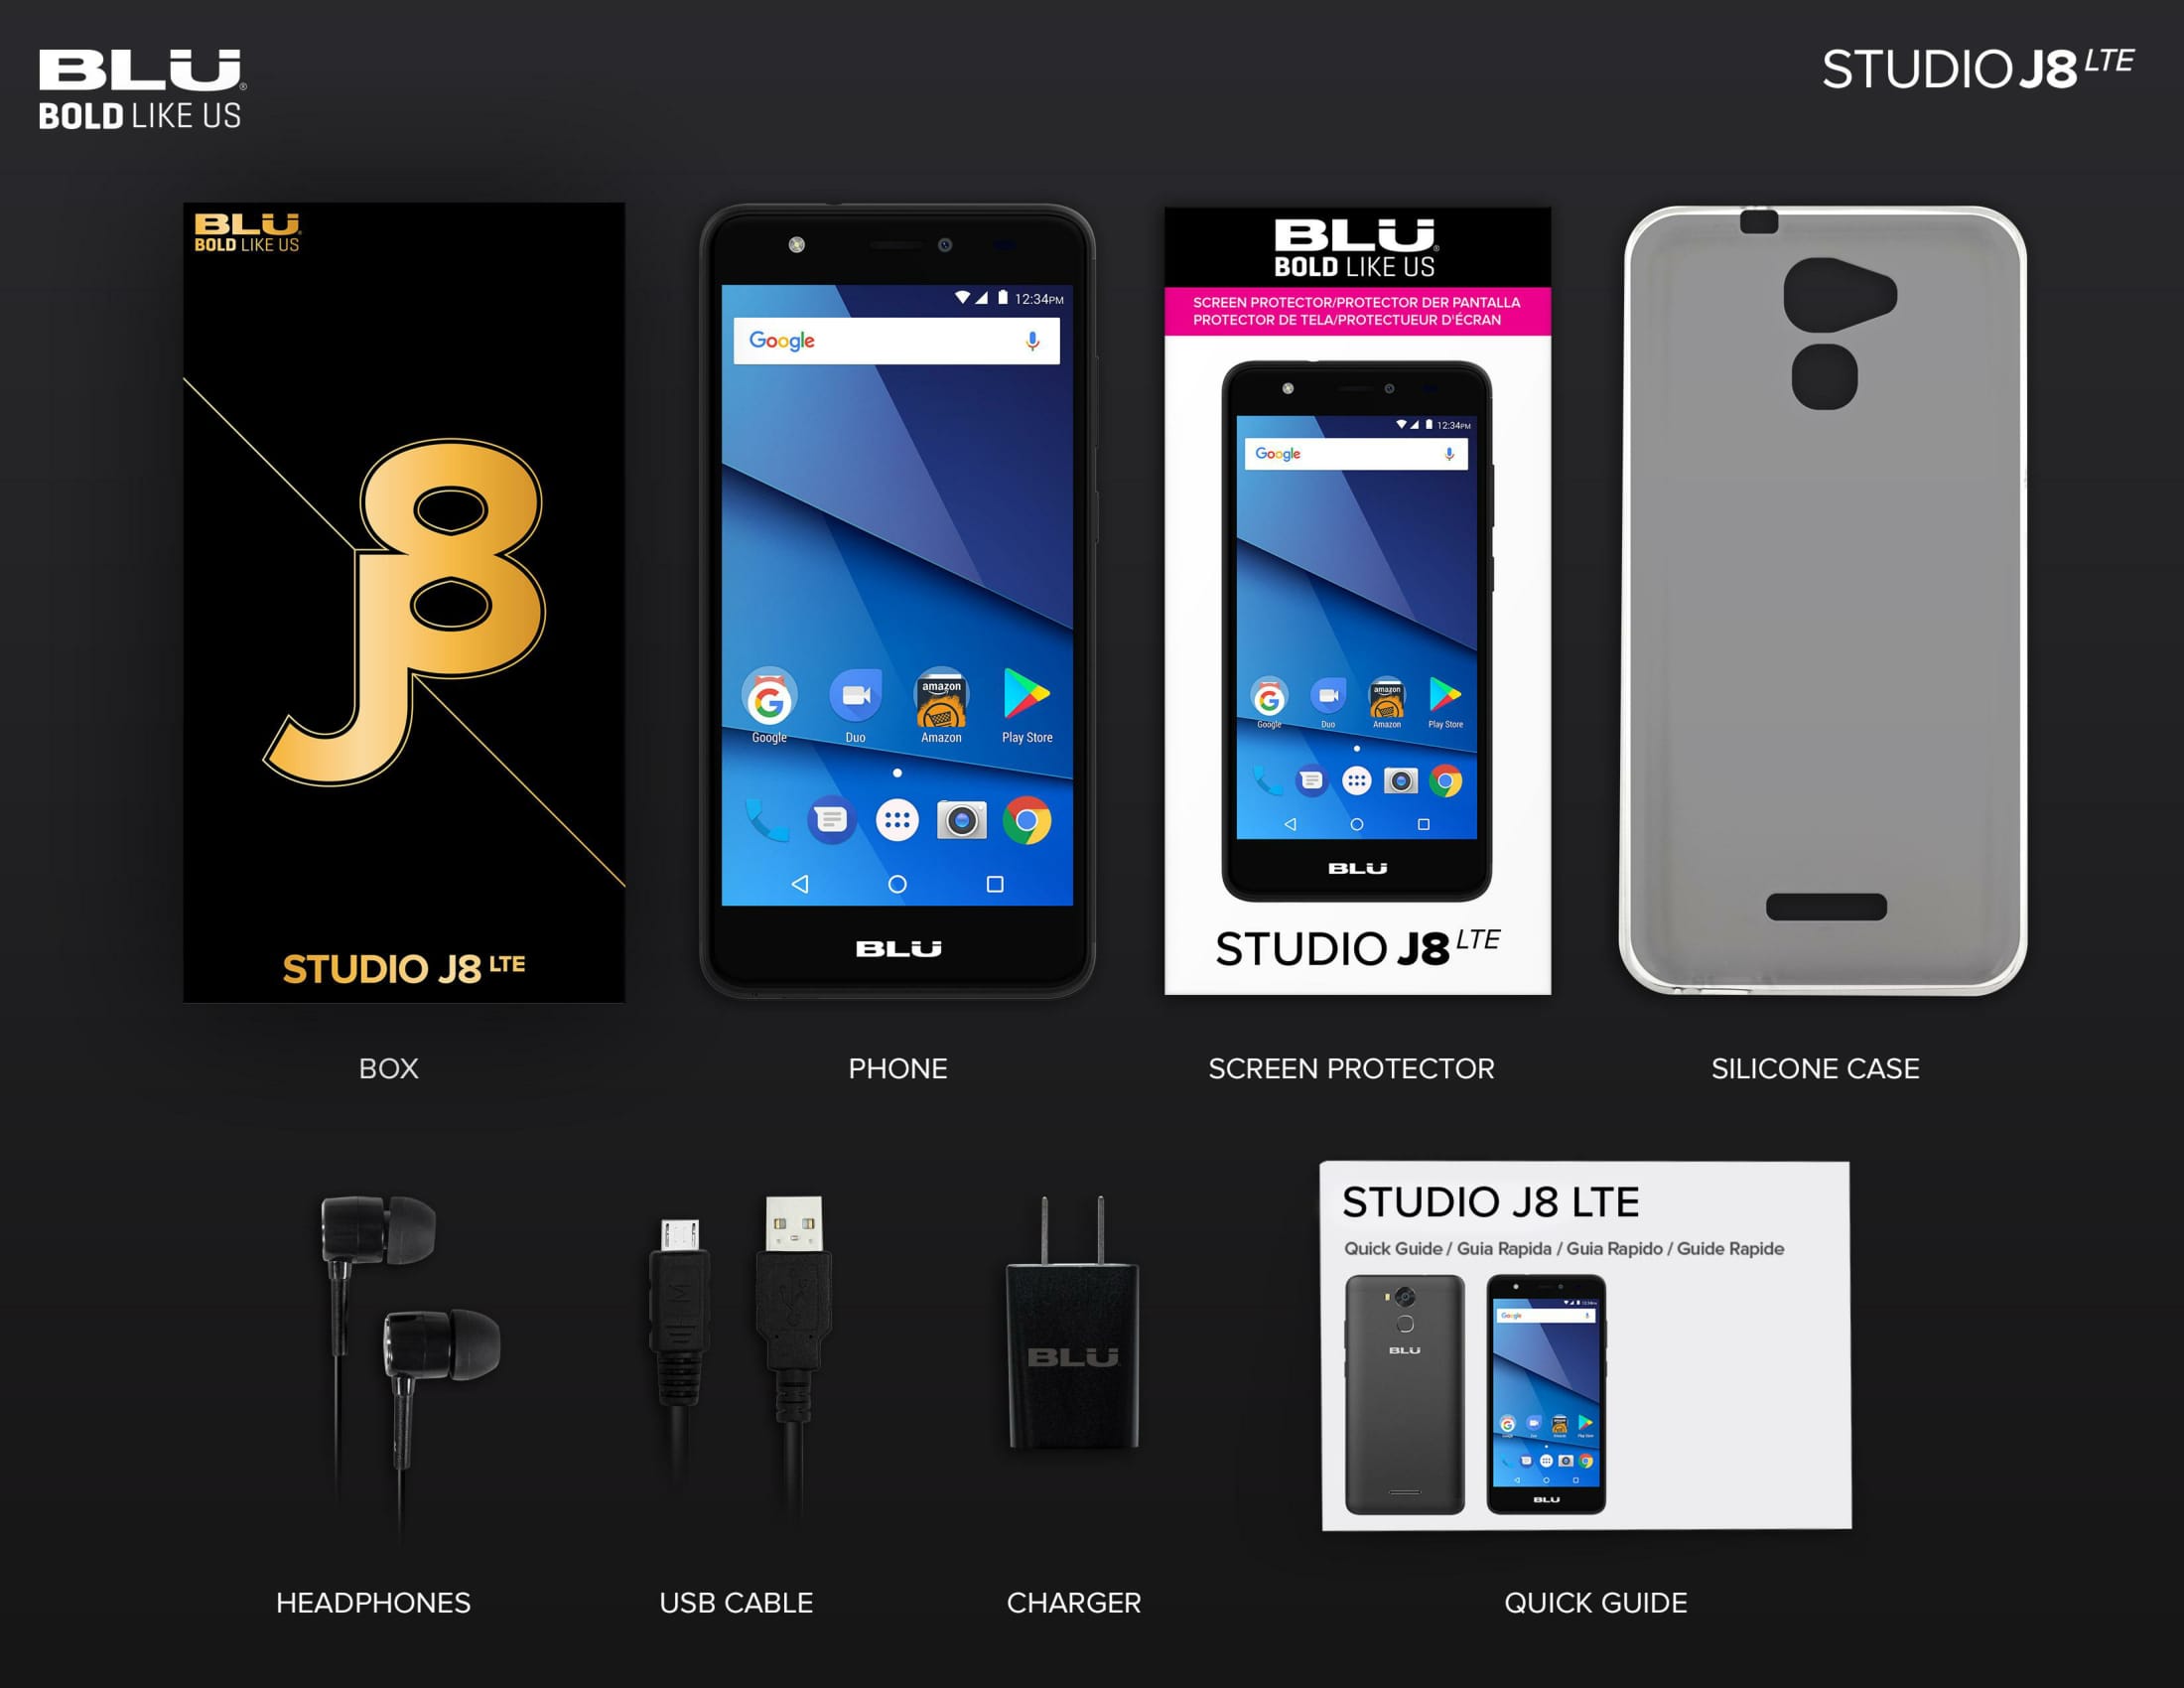 BLU
BOLD LIKE US
STUDIO J8 LTE
BLU
BOLD LIKE US
J8
STUDIO J8 LTE
12:34PM
Google
amazon
Google Duo Amazon Play Store
BLU
BLU
BOLD LIKE US
SCREEN PROTECTOR/PROTECTOR DER PANTALLA
PROTECTOR DE TELA/PROTECTUEUR D'ÉCRAN
12:34PM
Google
amazon
Google Duo Amazon Play Store
BLU
STUDIO J8 LTE
BOX
PHONE
SCREEN PROTECTOR
SILICONE CASE
BLU
STUDIO J8 LTE
Quick Guide / Guia Rapida / Guia Rapido / Guide Rapide
BLU
Google
BLU
HEADPHONES
USB CABLE
CHARGER
QUICK GUIDE